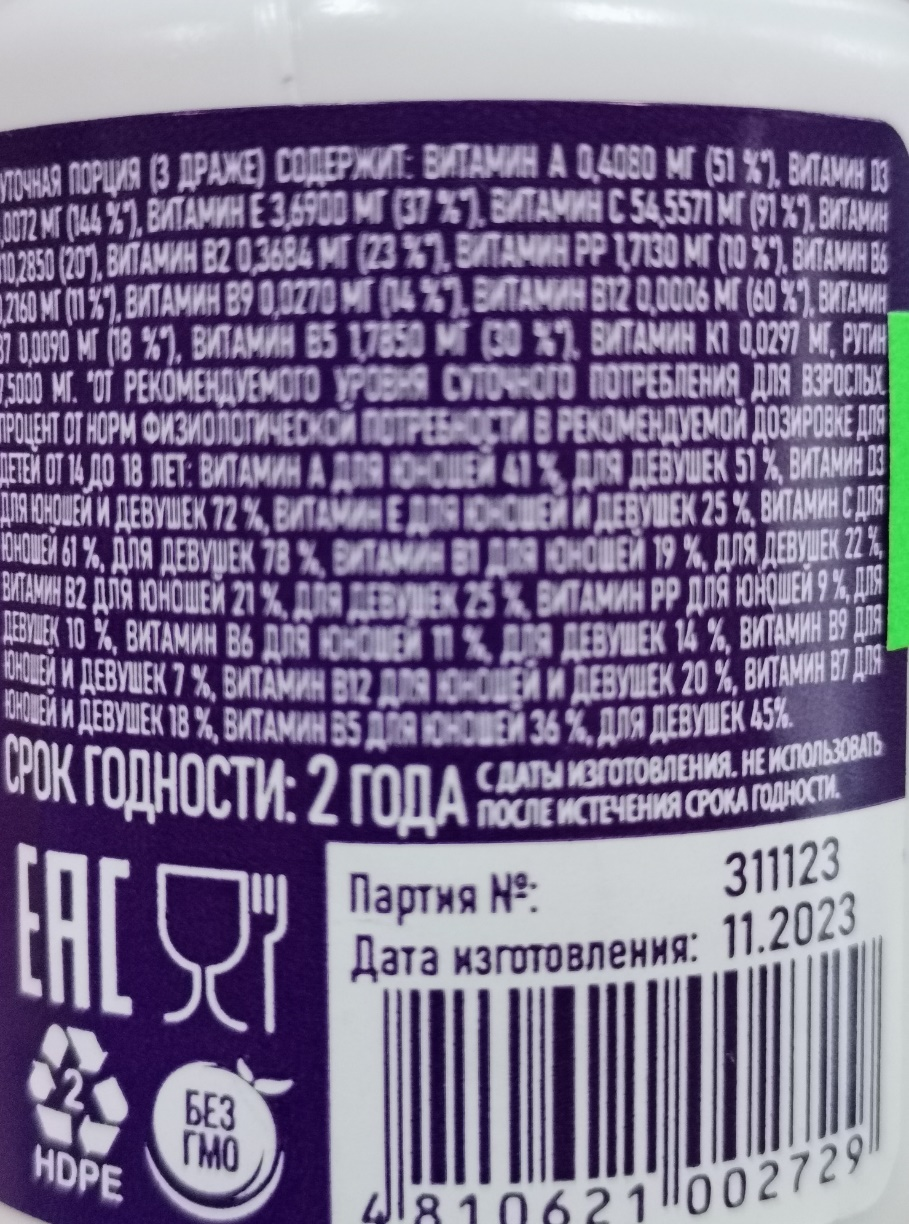 УТОЧНАЯ ПОРЦИЯ (3 ДРАЖЕ) СОДЕРЖИТ: ВИТАМИН А 0,4080 МГ (51 %*), ВИТАМИН D3
,0072 МГ (144 %*), ВИТАМИН Е 3,6900 МГ (37 %*), ВИТАМИН С 54,5571 МГ (91 %*), ВИТАМИН
10,2850 (20*), ВИТАМИН В2 0,3684 МГ (23 %*), ВИТАМИН РР 1,7130 МГ (10 %*), ВИТАМИН В6
0,2160 МГ (11 %*), ВИТАМИН В9 0,0270 МГ (14 %*), ВИТАМИН В12 0,0006 МГ (60 %*), ВИТАМИН
В7 0,0090 МГ (18 %*), ВИТАМИН В5 1,7850 МГ (30 %*), ВИТАМИН К1 0,0297 МГ, РУТИН
7,5000 МГ. *ОТ РЕКОМЕНДУЕМОГО УРОВНЯ СУТОЧНОГО ПОТРЕБЛЕНИЯ ДЛЯ ВЗРОСЛЫХ.
ПРОЦЕНТ ОТ НОРМ ФИЗИОЛОГИЧЕСКОЙ ПОТРЕБНОСТИ В РЕКОМЕНДУЕМОЙ ДОЗИРОВКЕ ДЛЯ
ДЕТЕЙ ОТ 14 ДО 18 ЛЕТ: ВИТАМИН А ДЛЯ ЮНОШЕЙ 41 %, ДЛЯ ДЕВУШЕК 51 %, ВИТАМИН D3
ДЛЯ ЮНОШЕЙ И ДЕВУШЕК 72 %, ВИТАМИН Е ДЛЯ ЮНОШЕЙ И ДЕВУШЕК 25 %, ВИТАМИН С ДЛЯ
ЮНОШЕЙ 61 %, ДЛЯ ДЕВУШЕК 78 %, ВИТАМИН В1 ДЛЯ ЮНОШЕЙ 19 %, ДЛЯ ДЕВУШЕК 22 %,
ВИТАМИН В2 ДЛЯ ЮНОШЕЙ 21 %, ДЛЯ ДЕВУШЕК 25 %, ВИТАМИН РР ДЛЯ ЮНОШЕЙ 9 %, ДЛЯ
ДЕВУШЕК 10 %, ВИТАМИН В6 ДЛЯ ЮНОШЕЙ 11 %, ДЛЯ ДЕВУШЕК 14 %, ВИТАМИН В9 ДЛЯ
ЮНОШЕЙ И ДЕВУШЕК 7 %, ВИТАМИН В12 ДЛЯ ЮНОШЕЙ И ДЕВУШЕК 20 %, ВИТАМИН В7 ДЛЯ
ЮНОШЕЙ И ДЕВУШЕК 18 %, ВИТАМИН В5 ДЛЯ ЮНОШЕЙ 36 %, ДЛЯ ДЕВУШЕК 45%.
СРОК ГОДНОСТИ: 2 ГОДА С ДАТЫ ИЗГОТОВЛЕНИЯ. НЕ ИСПОЛЬЗОВАТЬ
ПОСЛЕ ИСТЕЧЕНИЯ СРОКА ГОДНОСТИ.
ЕАС
Партия №: 311123
Дата изготовления: 11.2023
2
HDPE
БЕЗ
ГМО
4 810621 002729